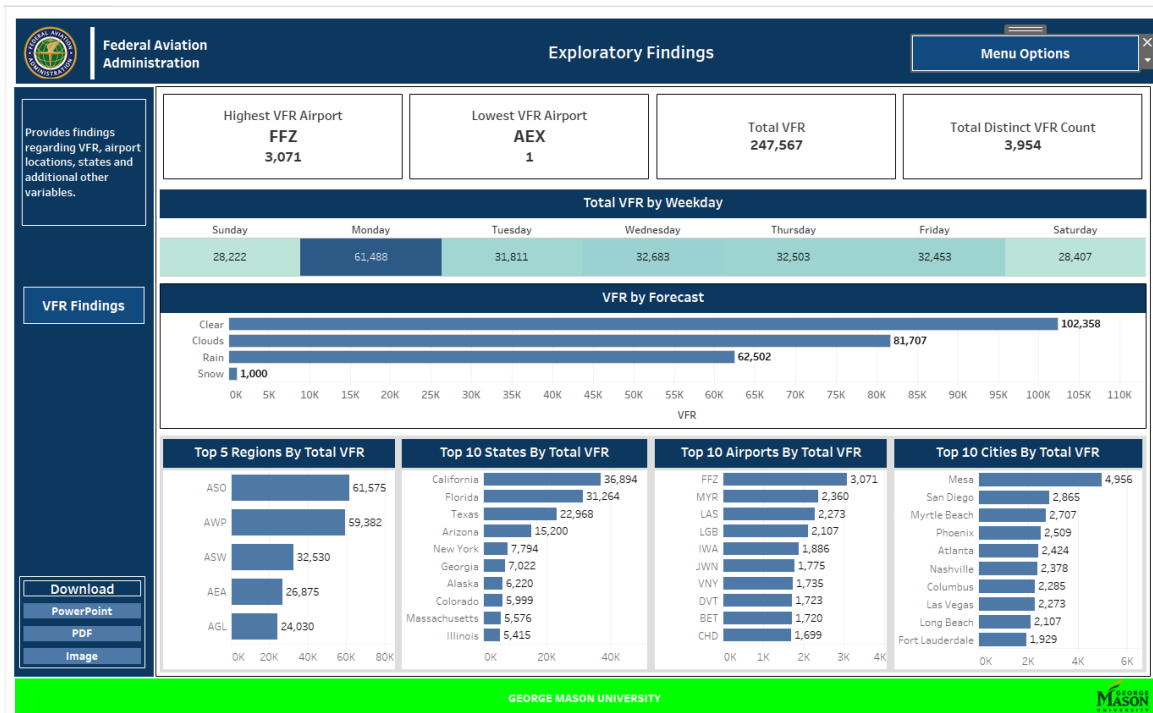 Federal Aviation
Administration
Exploratory Findings
Menu Options
Provides findings
regarding VFR, airport
locations, states and
additional other
variables.
VFR Findings
Download
PowerPoint
PDF
Image
Highest VFR Airport
FFZ
3,071
Lowest VFR Airport
AEX
1
Total VFR
247,567
Total Distinct VFR Count
3,954
Total VFR by Weekday
Sunday Monday Tuesday Wednesday Thursday Friday Saturday
28,222 61,488 31,811 32,683 32,503 32,453 28,407
VFR by Forecast
Clear 102,358
Clouds 81,707
Rain 62,502
Snow 1,000
0K 5K 10K 15K 20K 25K 30K 35K 40K 45K 50K 55K 60K 65K 70K 75K 80K 85K 90K 95K 100K 105K 110K
VFR
Top 5 Regions By Total VFR
ASO 61,575
AWP 59,382
ASW 32,530
AEA 26,875
AGL 24,030
0K 20K 40K 60K 80K
Top 10 States By Total VFR
California 36,894
Florida 31,264
Texas 22,968
Arizona 15,200
New York 7,794
Georgia 7,022
Alaska 6,220
Colorado 5,999
Massachusetts 5,576
Illinois 5,415
0K 20K 40K
Top 10 Airports By Total VFR
FFZ 3,071
MYR 2,360
LAS 2,273
LGB 2,107
IWA 1,886
JWN 1,775
VNY 1,735
DVT 1,723
BET 1,720
CHD 1,699
0K 1K 2K 3K 4K
Top 10 Cities By Total VFR
Mesa 4,956
San Diego 2,865
Myrtle Beach 2,707
Phoenix 2,509
Atlanta 2,424
Nashville 2,378
Columbus 2,285
Las Vegas 2,273
Long Beach 2,107
Fort Lauderdale 1,929
0K 2K 4K 6K
GEORGE MASON UNIVERSITY
GEORGE
MASON
UNIVERSITY